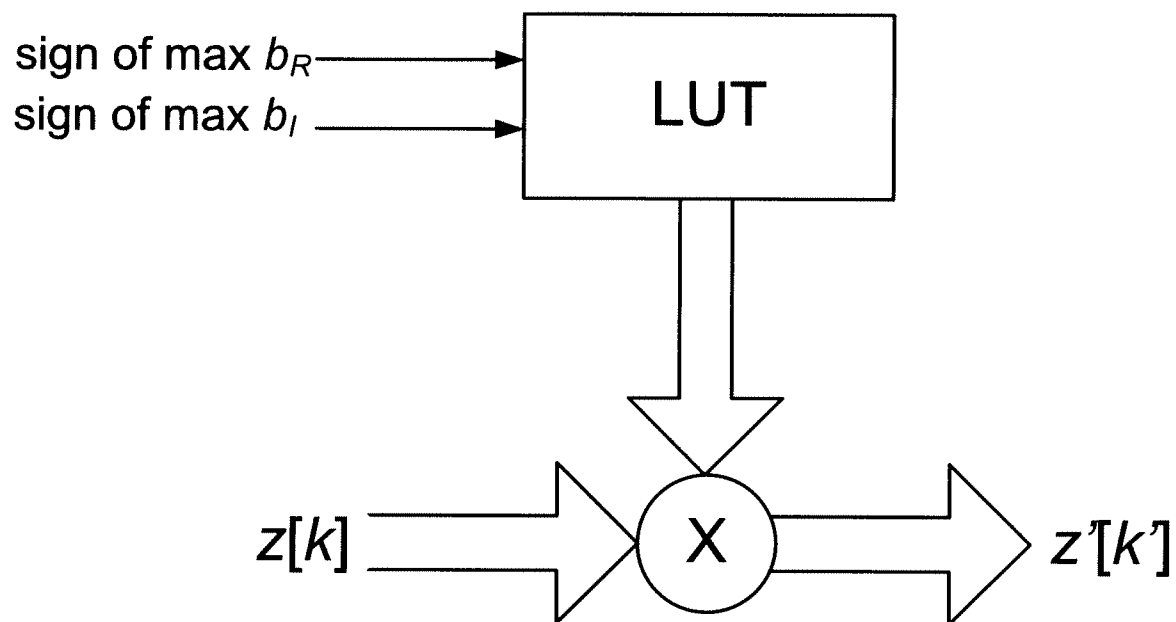 sign of max b_R
sign of max b_I
LUT
z[k]
X
z'[k']